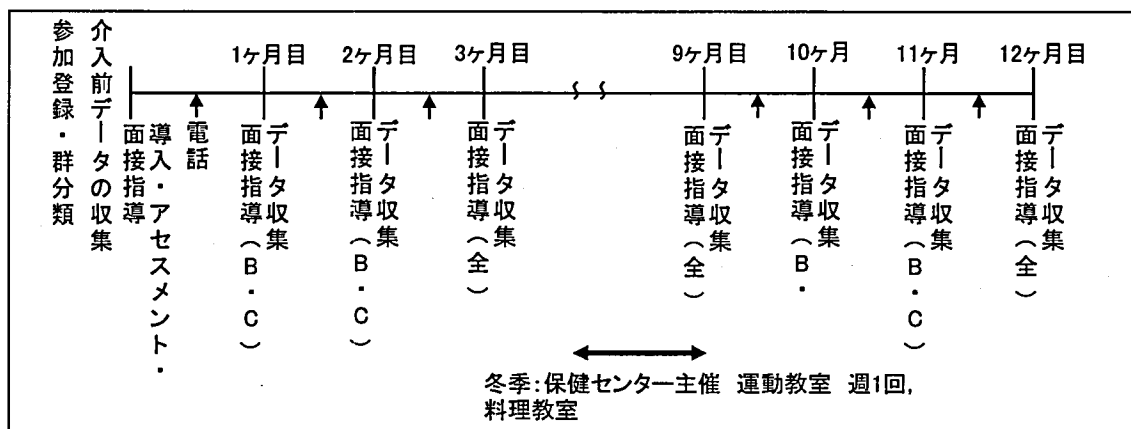 参加登録・群分類
介入前データの収集
1ヶ月目
2ヶ月目
3ヶ月目
9ヶ月目
10ヶ月
11ヶ月
12ヶ月目
導入・アセスメント・
面接指導
電話
データ収集
面接指導(B・C)
データ収集
面接指導(B・C)
データ収集
面接指導(全)
データ収集
面接指導(全)
データ収集
面接指導(B・
データ収集
面接指導(B・C)
データ収集
面接指導(全)
冬季:保健センター主催 運動教室 週1回,
料理教室